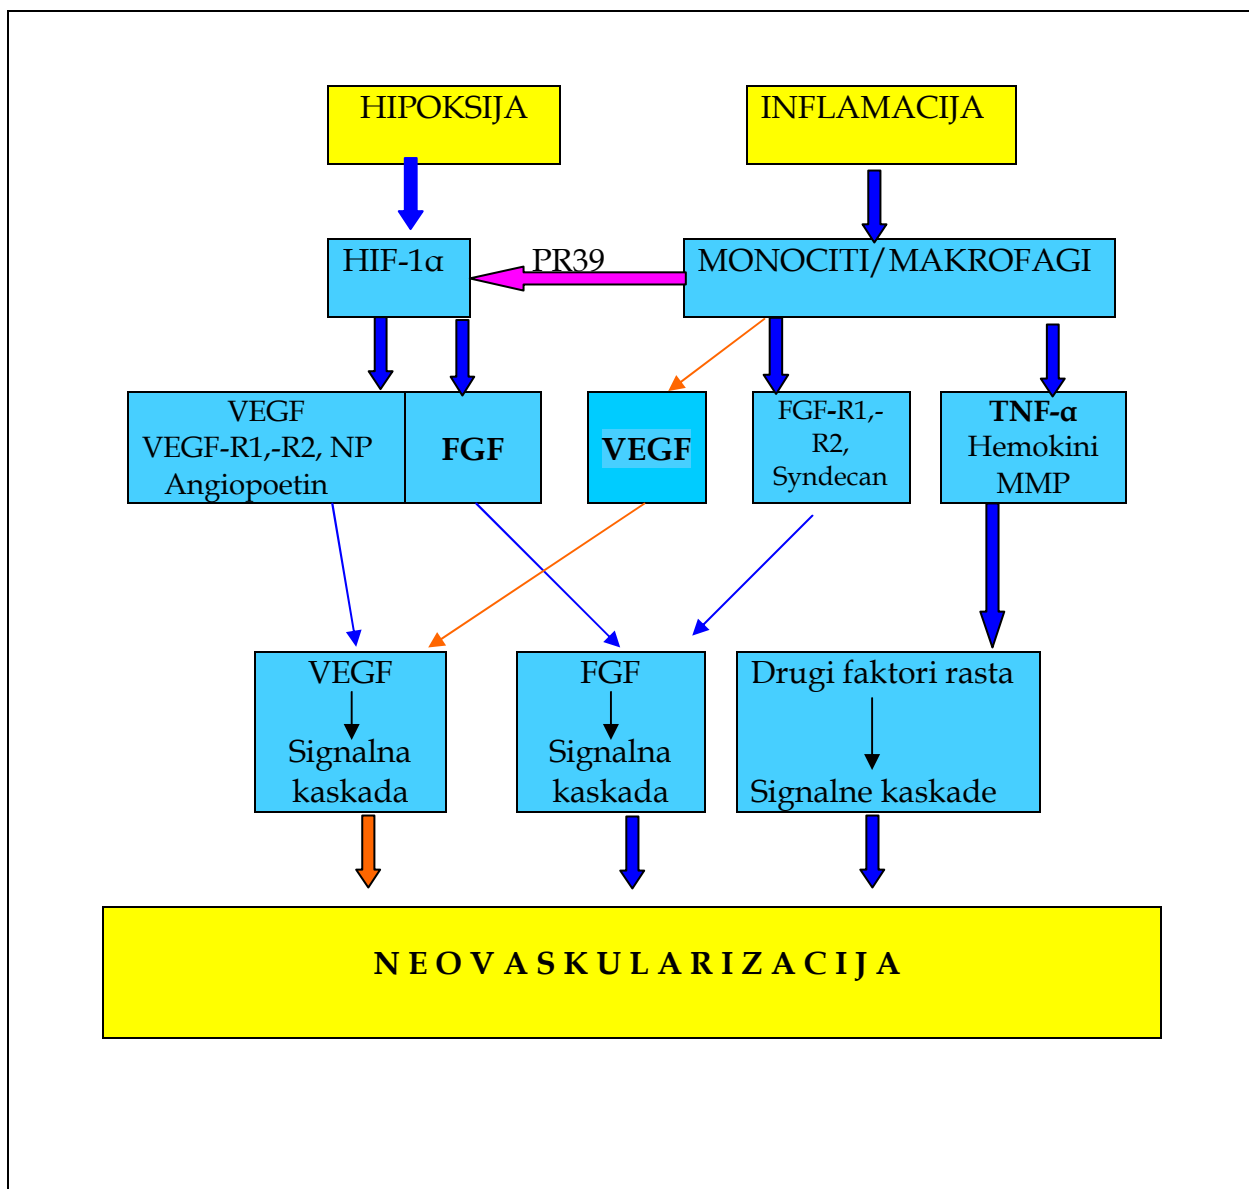 HIPOKSIJA
INFLAMACIJA
HIF-1α
PR39
MONOCITI/MAKROFAGI
VEGF
VEGF-R1,-R2, NP
Angiopoetin
FGF
VEGF
FGF-R1,-
R2,
Syndecan
TNF-α
Hemokini
MMP
VEGF
Signalna
kaskada
FGF
Signalna
kaskada
Drugi faktori rasta
Signalne kaskade
N E O V A S K U L A R I Z A C I J A